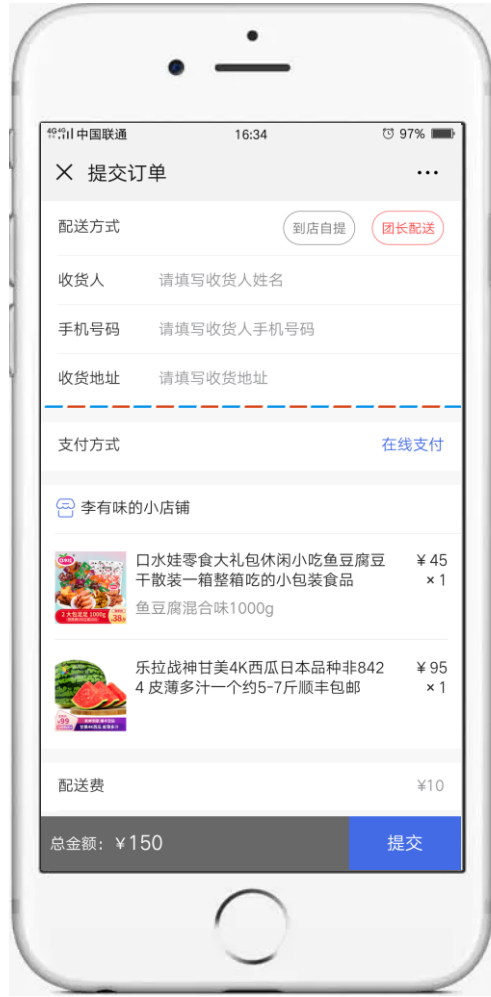 中国联通 16:34 97%
提交订单
配送方式 到店自提 团长配送
收货人 请填写收货人姓名
手机号码 请填写收货人手机号码
收货地址 请填写收货地址
支付方式 在线支付
李有味的小店铺
口水娃零食大礼包休闲小吃鱼豆腐豆 ¥45
干散装一箱整箱吃的小包装食品 ×1
鱼豆腐混合味1000g
乐拉战神甘美4K西瓜日本品种非842 ¥95
4 皮薄多汁一个约5-7斤顺丰包邮 ×1
配送费 ¥10
总金额：¥150 提交